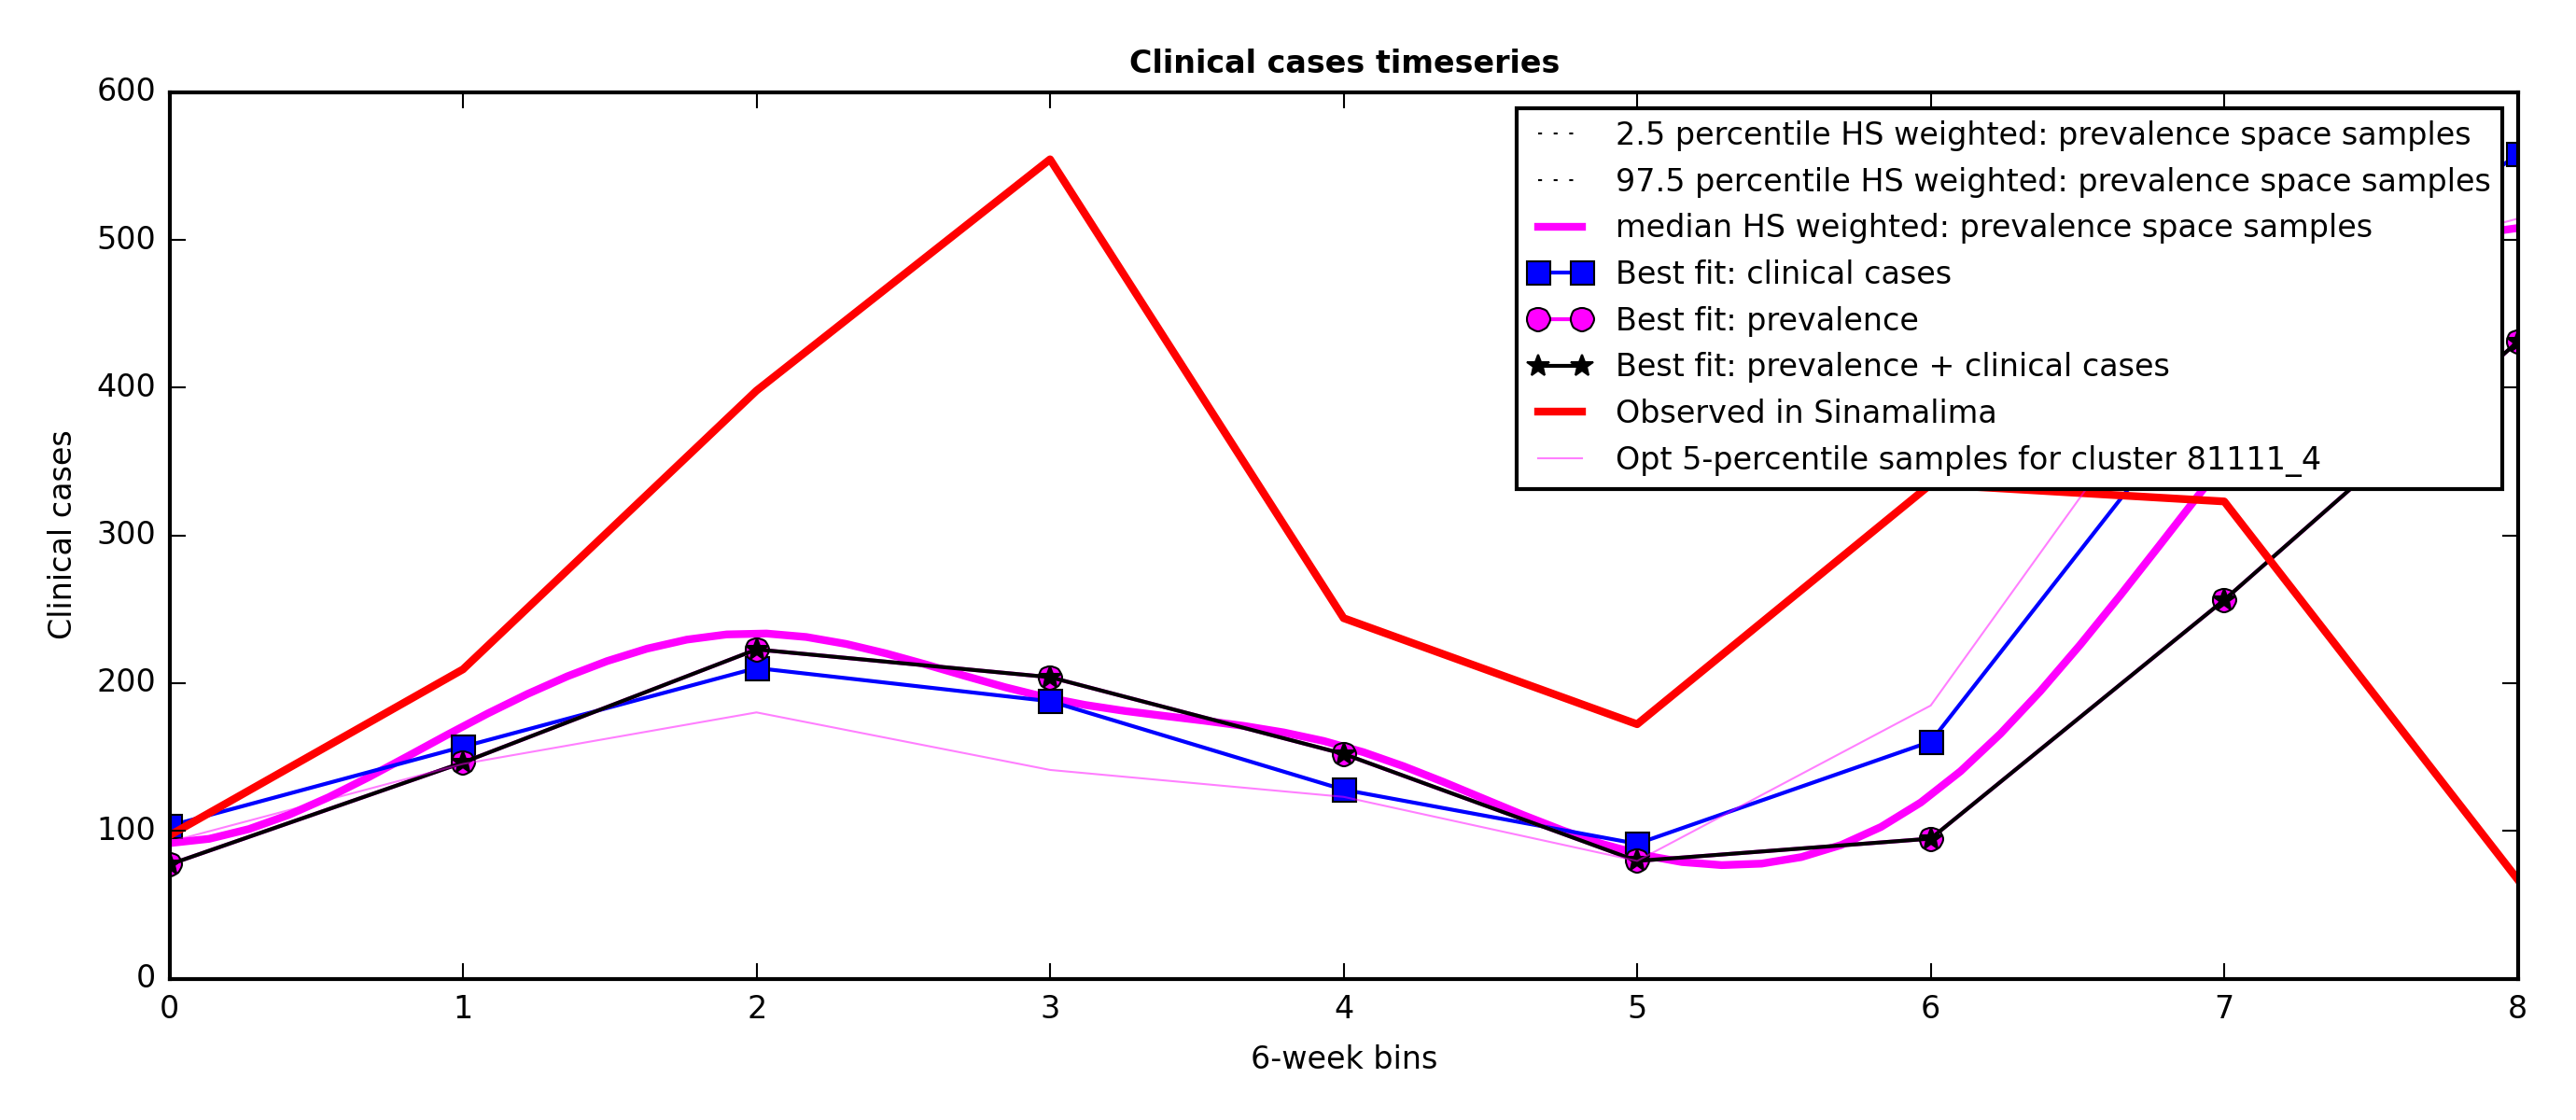 Clinical cases timeseries
600
500
400
300
200
100
0
Clinical cases
2.5 percentile HS weighted: prevalence space samples
97.5 percentile HS weighted: prevalence space samples
median HS weighted: prevalence space samples
Best fit: clinical cases
Best fit: prevalence
Best fit: prevalence + clinical cases
Observed in Sinamalima
Opt 5-percentile samples for cluster 81111_4
0 1 2 3 4 5 6 7 8
6-week bins